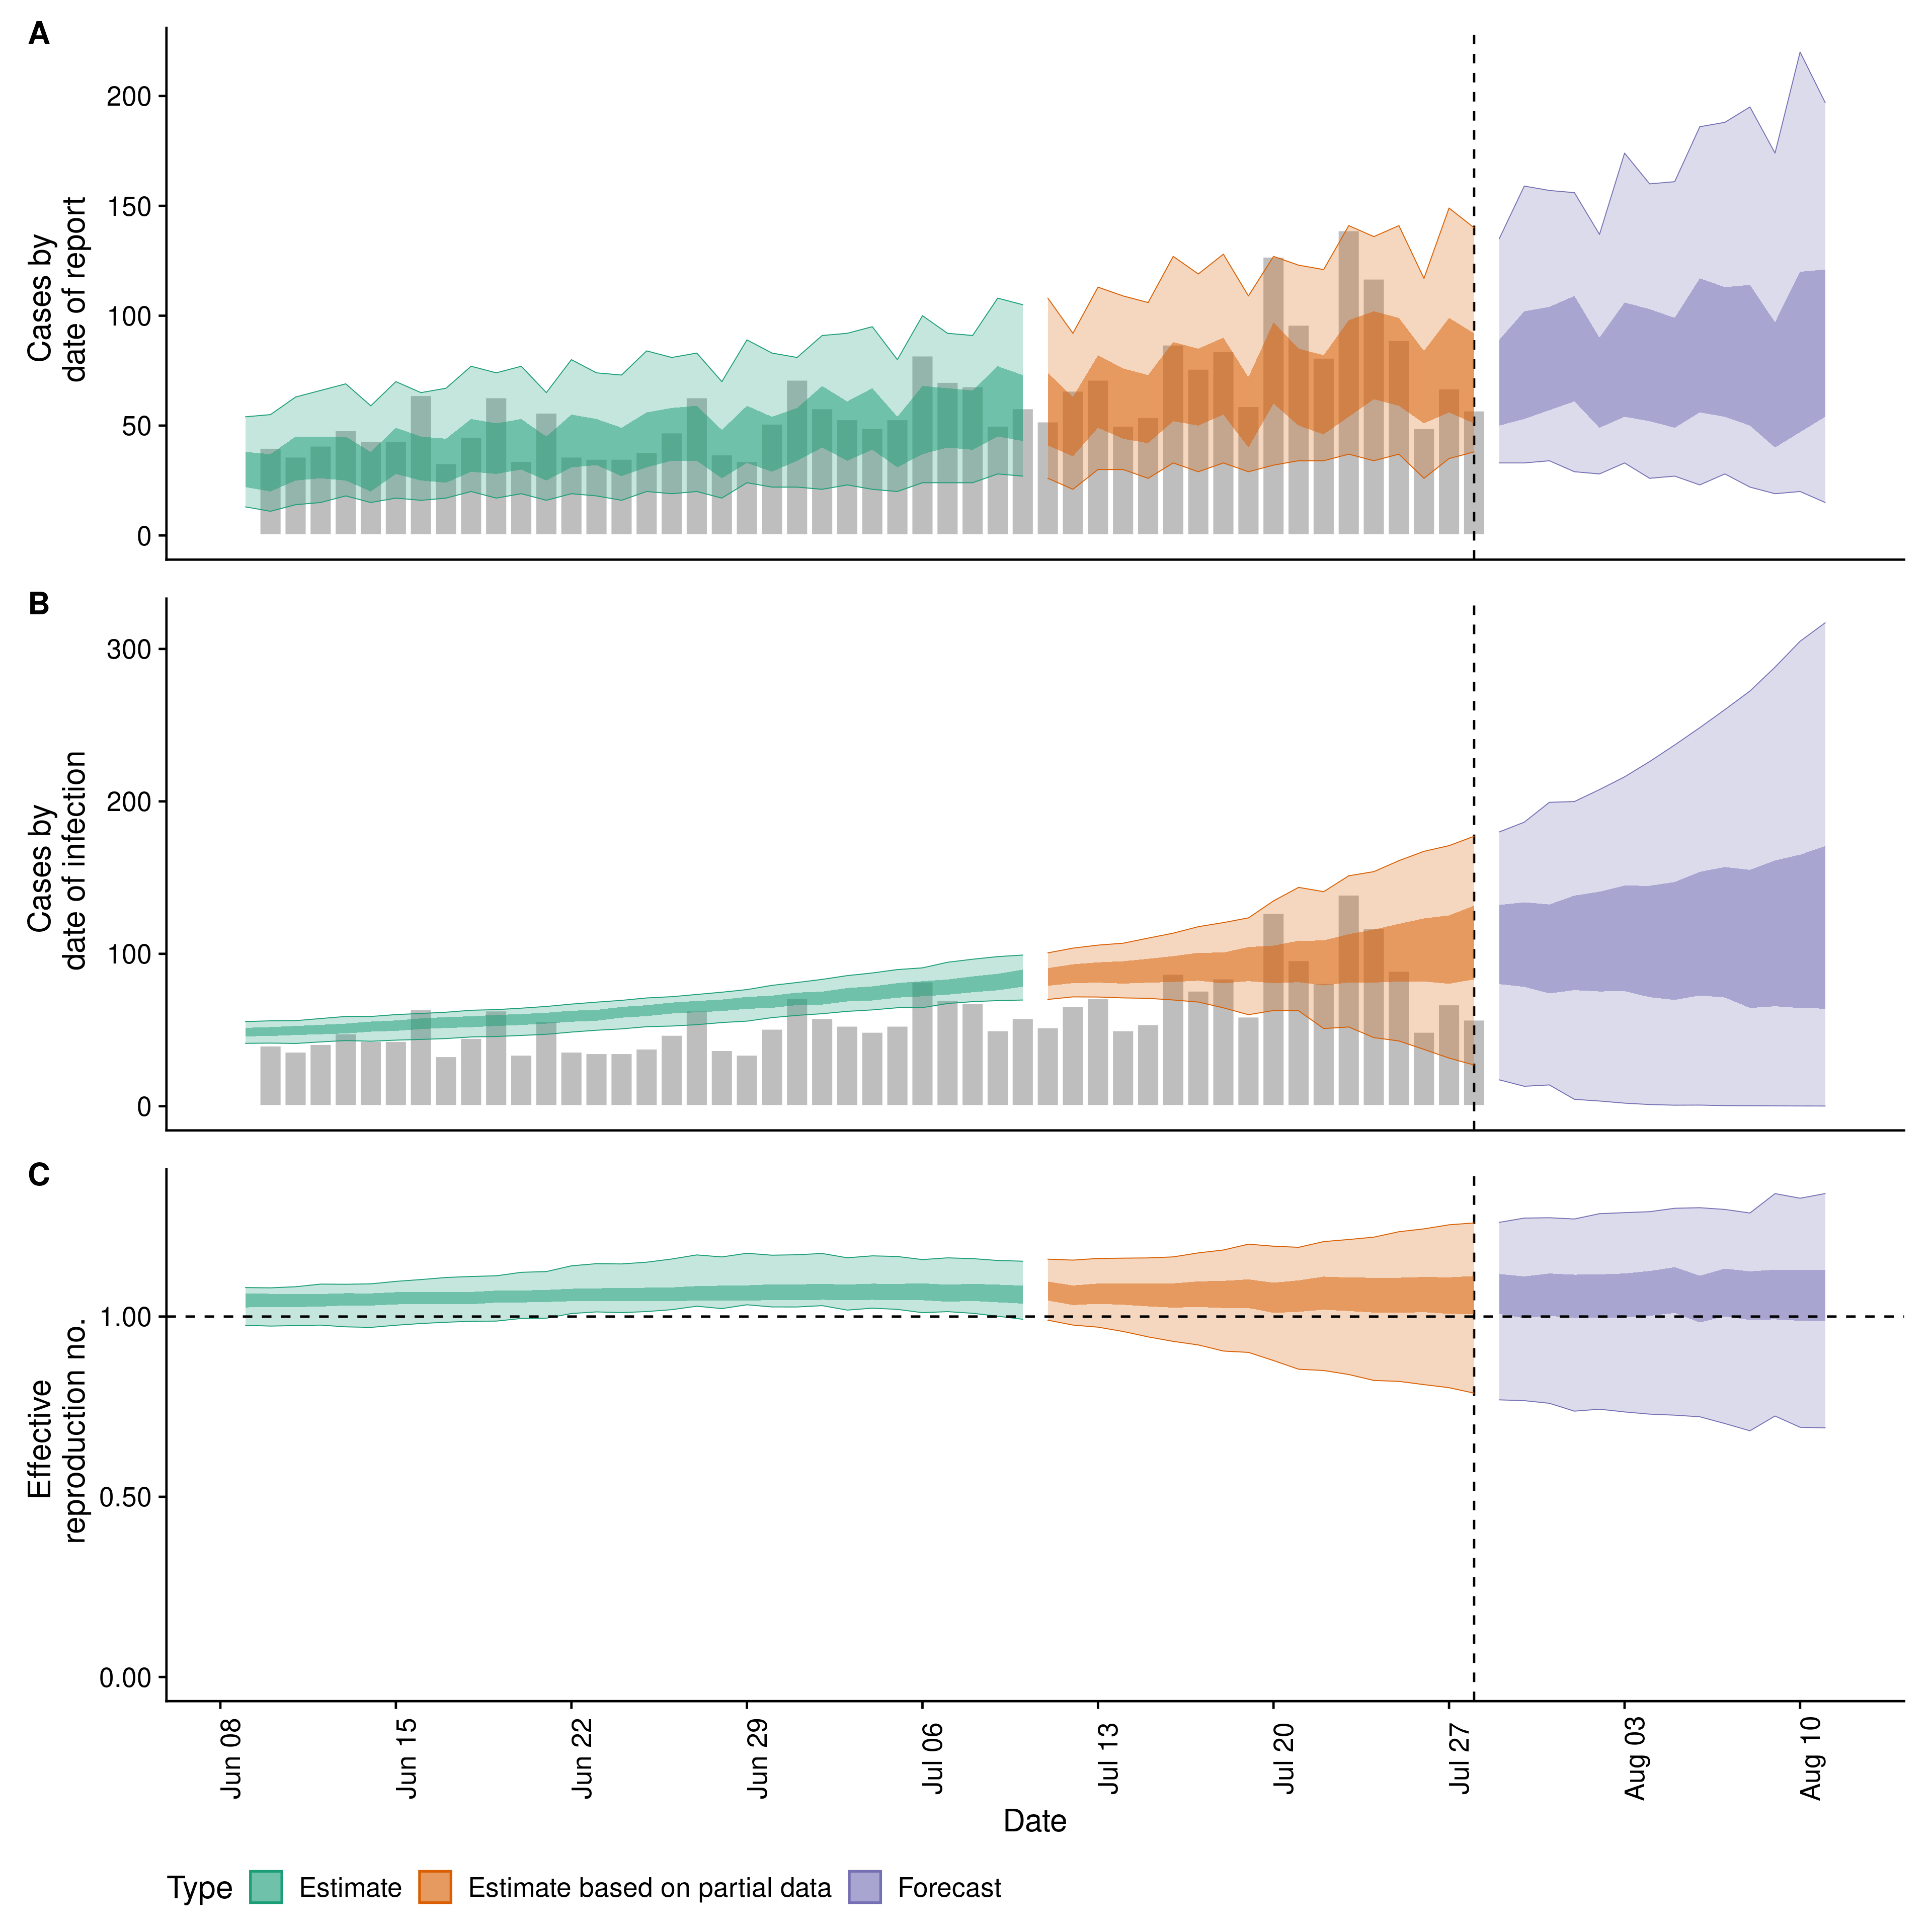 A
Cases by
date of report
200
150
100
50
0
B
Cases by
date of infection
300
200
100
0
C
Effective
reproduction no.
1.00
0.50
0.00
Jun 08
Jun 15
Jun 22
Jun 29
Jul 06
Jul 13
Jul 20
Jul 27
Aug 03
Aug 10
Date
Type Estimate Estimate based on partial data Forecast